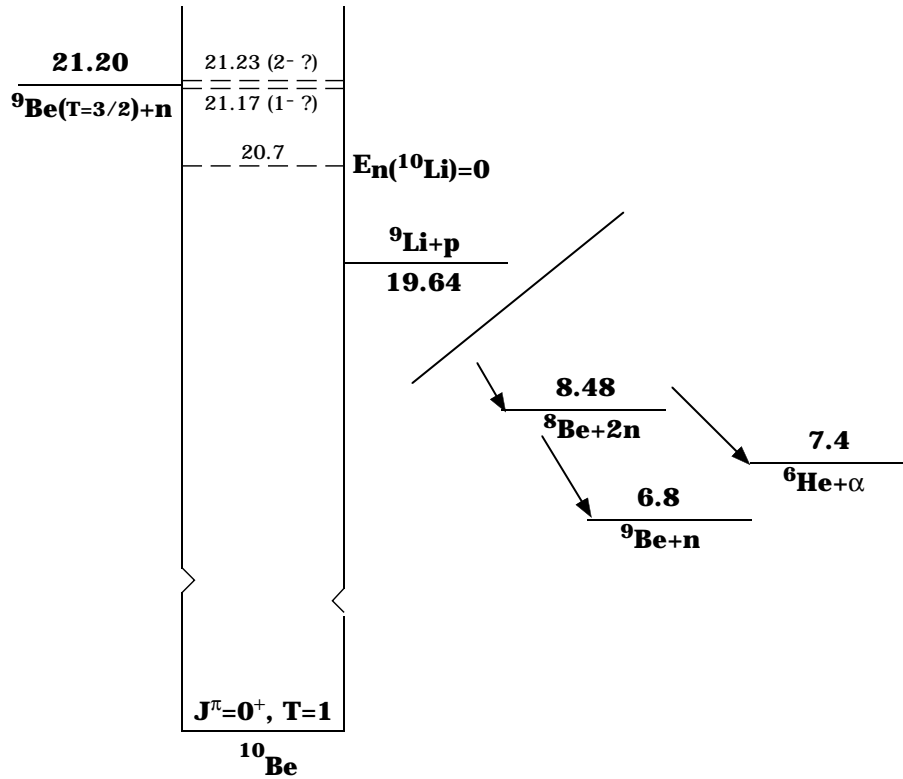 21.20
⁹Be(T=3/2)+n
21.23 (2- ?)
21.17 (1- ?)
20.7
Eₙ(¹⁰Li)=0
⁹Li+p
19.64
8.48
⁸Be+2n
7.4
⁶He+α
6.8
⁹Be+n
Jᵖ=0⁺, T=1
¹⁰Be